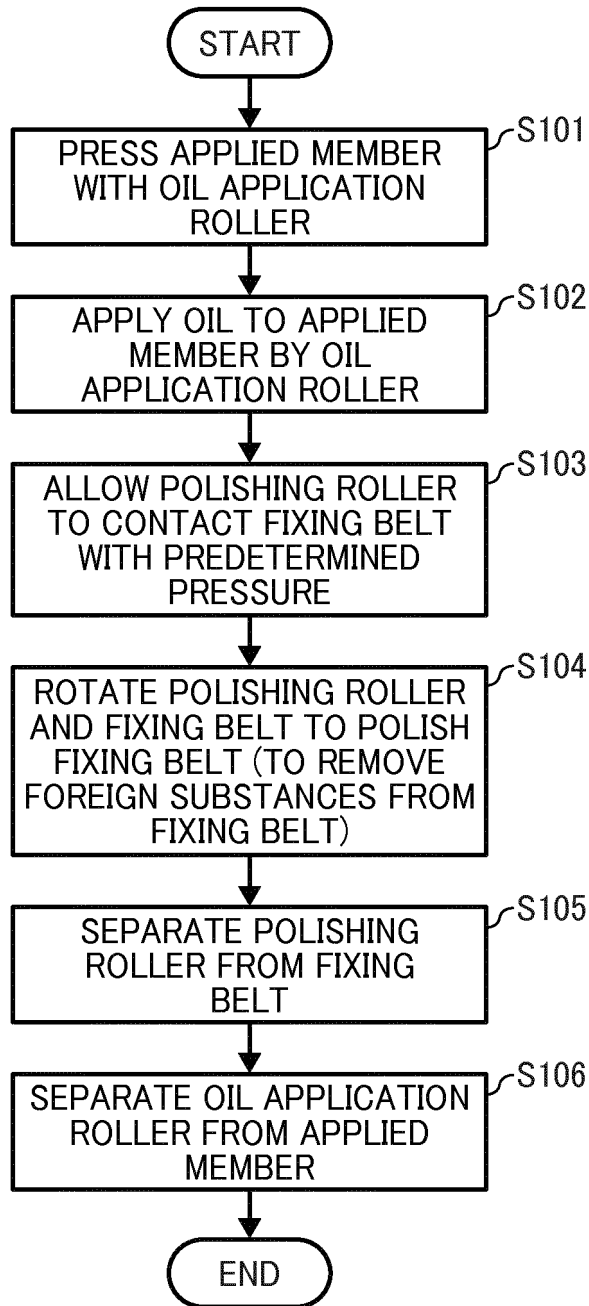 START
S101
PRESS APPLIED MEMBER
WITH OIL APPLICATION
ROLLER
S102
APPLY OIL TO APPLIED
MEMBER BY OIL
APPLICATION ROLLER
S103
ALLOW POLISHING ROLLER
TO CONTACT FIXING BELT
WITH PREDETERMINED
PRESSURE
S104
ROTATE POLISHING ROLLER
AND FIXING BELT TO POLISH
FIXING BELT (TO REMOVE
FOREIGN SUBSTANCES FROM
FIXING BELT)
S105
SEPARATE POLISHING
ROLLER FROM FIXING
BELT
S106
SEPARATE OIL APPLICATION
ROLLER FROM APPLIED
MEMBER
END